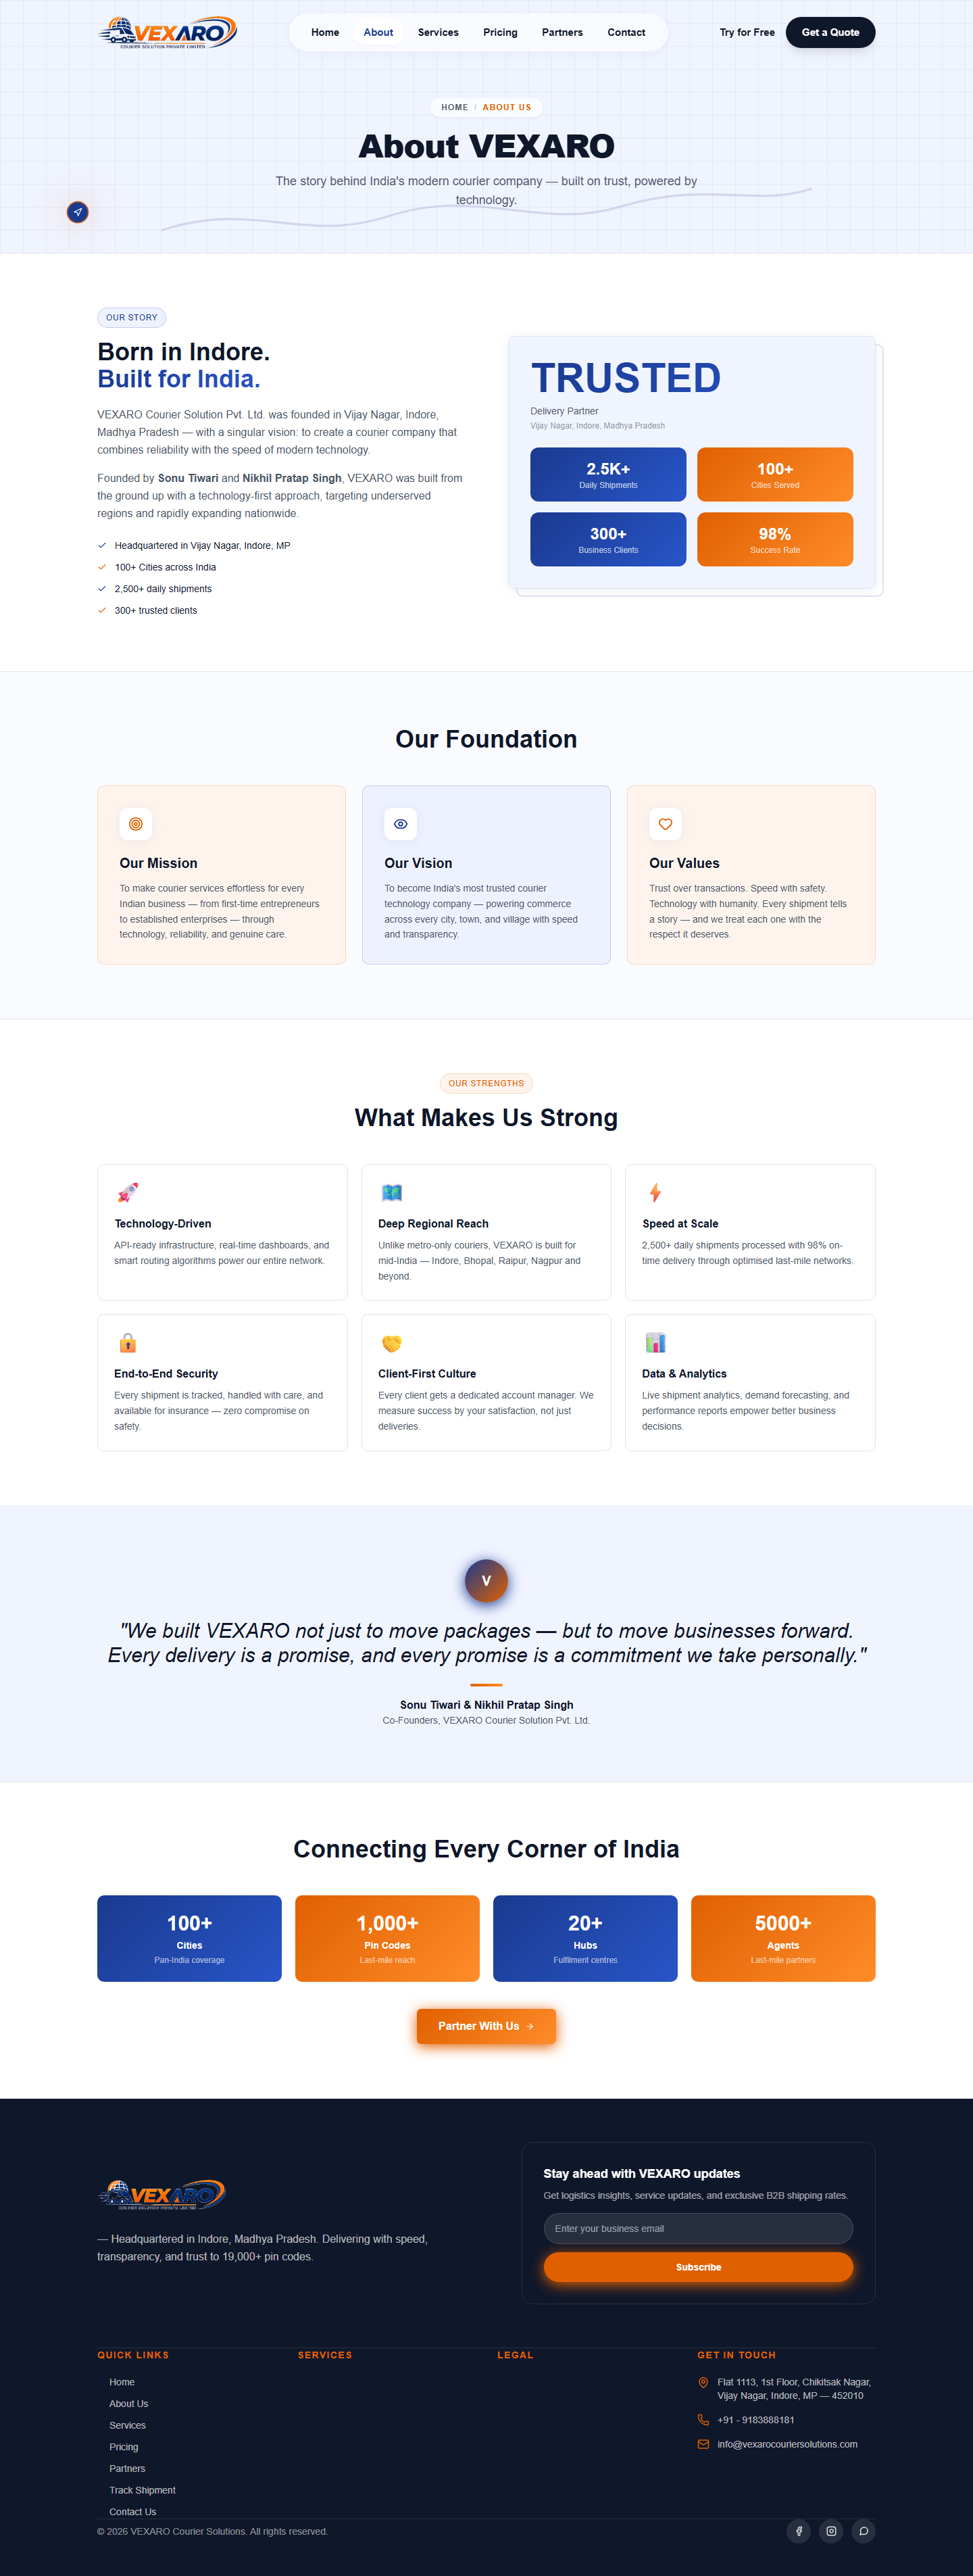 VEXARO
COURIER SOLUTION PRIVATE LIMITED
Home
About
Services
Pricing
Partners
Contact
Try for Free
Get a Quote
HOME / ABOUT US
About VEXARO
The story behind India's modern courier company — built on trust, powered by
technology.
OUR STORY
Born in Indore.
Built for India.
VEXARO Courier Solution Pvt. Ltd. was founded in Vijay Nagar, Indore,
Madhya Pradesh — with a singular vision: to create a courier company that
combines reliability with the speed of modern technology.
Founded by Sonu Tiwari and Nikhil Pratap Singh, VEXARO was built from
the ground up with a technology-first approach, targeting underserved
regions and rapidly expanding nationwide.
Headquartered in Vijay Nagar, Indore, MP
100+ Cities across India
2,500+ daily shipments
300+ trusted clients
TRUSTED
Delivery Partner
Vijay Nagar, Indore, Madhya Pradesh
2.5K+
Daily Shipments
100+
Cities Served
300+
Business Clients
98%
Success Rate
Our Foundation
Our Mission
To make courier services effortless for every
Indian business — from first-time entrepreneurs
to established enterprises — through
technology, reliability, and genuine care.
Our Vision
To become India's most trusted courier
technology company — powering commerce
across every city, town, and village with speed
and transparency.
Our Values
Trust over transactions. Speed with safety.
Technology with humanity. Every shipment tells
a story — and we treat each one with the
respect it deserves.
OUR STRENGTHS
What Makes Us Strong
Technology-Driven
API-ready infrastructure, real-time dashboards, and
smart routing algorithms power our entire network.
Deep Regional Reach
Unlike metro-only couriers, VEXARO is built for
mid-India — Indore, Bhopal, Raipur, Nagpur and
beyond.
Speed at Scale
2,500+ daily shipments processed with 98% on-
time delivery through optimised last-mile networks.
End-to-End Security
Every shipment is tracked, handled with care, and
available for insurance — zero compromise on
safety.
Client-First Culture
Every client gets a dedicated account manager. We
measure success by your satisfaction, not just
deliveries.
Data & Analytics
Live shipment analytics, demand forecasting, and
performance reports empower better business
decisions.
V
"We built VEXARO not just to move packages — but to move businesses forward.
Every delivery is a promise, and every promise is a commitment we take personally."
Sonu Tiwari & Nikhil Pratap Singh
Co-Founders, VEXARO Courier Solution Pvt. Ltd.
Connecting Every Corner of India
100+
Cities
Pan-India coverage
1,000+
Pin Codes
Last-mile reach
20+
Hubs
Fulfilment centres
5000+
Agents
Last-mile partners
Partner With Us
VEXARO
COURIER SOLUTION PRIVATE LIMITED
— Headquartered in Indore, Madhya Pradesh. Delivering with speed,
transparency, and trust to 19,000+ pin codes.
Stay ahead with VEXARO updates
Get logistics insights, service updates, and exclusive B2B shipping rates.
Enter your business email
Subscribe
QUICK LINKS
Home
About Us
Services
Pricing
Partners
Track Shipment
Contact Us
SERVICES
LEGAL
GET IN TOUCH
Flat 1113, 1st Floor, Chikitsak Nagar,
Vijay Nagar, Indore, MP — 452010
+91 - 9183888181
info@vexarocouriersolutions.com
© 2026 VEXARO Courier Solutions. All rights reserved.